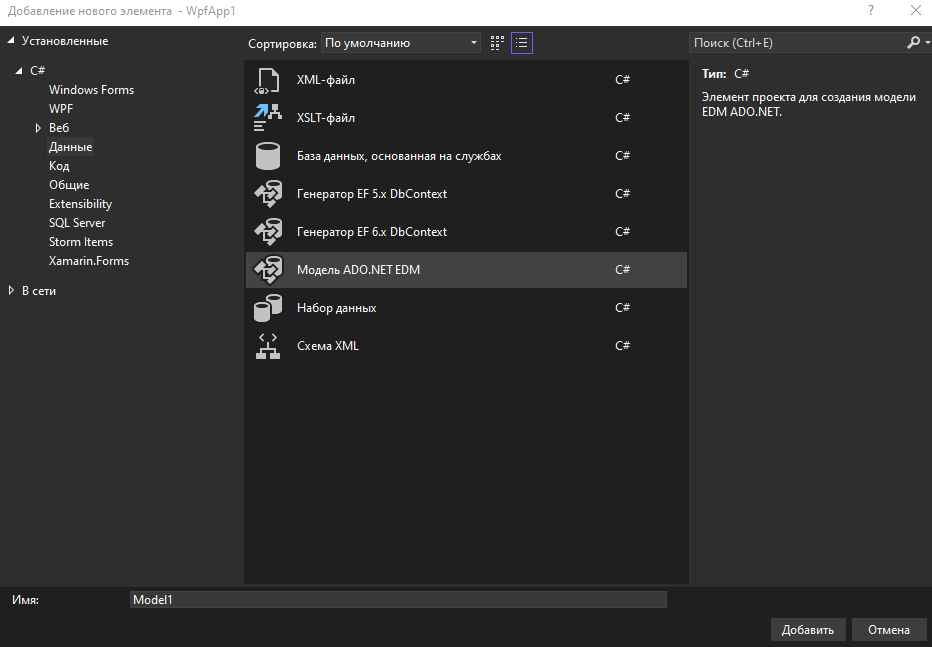 Добавление нового элемента - WpfApp1
?
Установленные
C#
Windows Forms
WPF
Веб
Данные
Код
Общие
Extensibility
SQL Server
Storm Items
Xamarin.Forms
В сети
Сортировка: По умолчанию
XML-файл C#
XSLT-файл C#
База данных, основанная на службах C#
Генератор EF 5.x DbContext C#
Генератор EF 6.x DbContext C#
Модель ADO.NET EDM C#
Набор данных C#
Схема XML C#
Поиск (Ctrl+E)
Тип: C#
Элемент проекта для создания модели
EDM ADO.NET.
Имя: Model1
Добавить Отмена